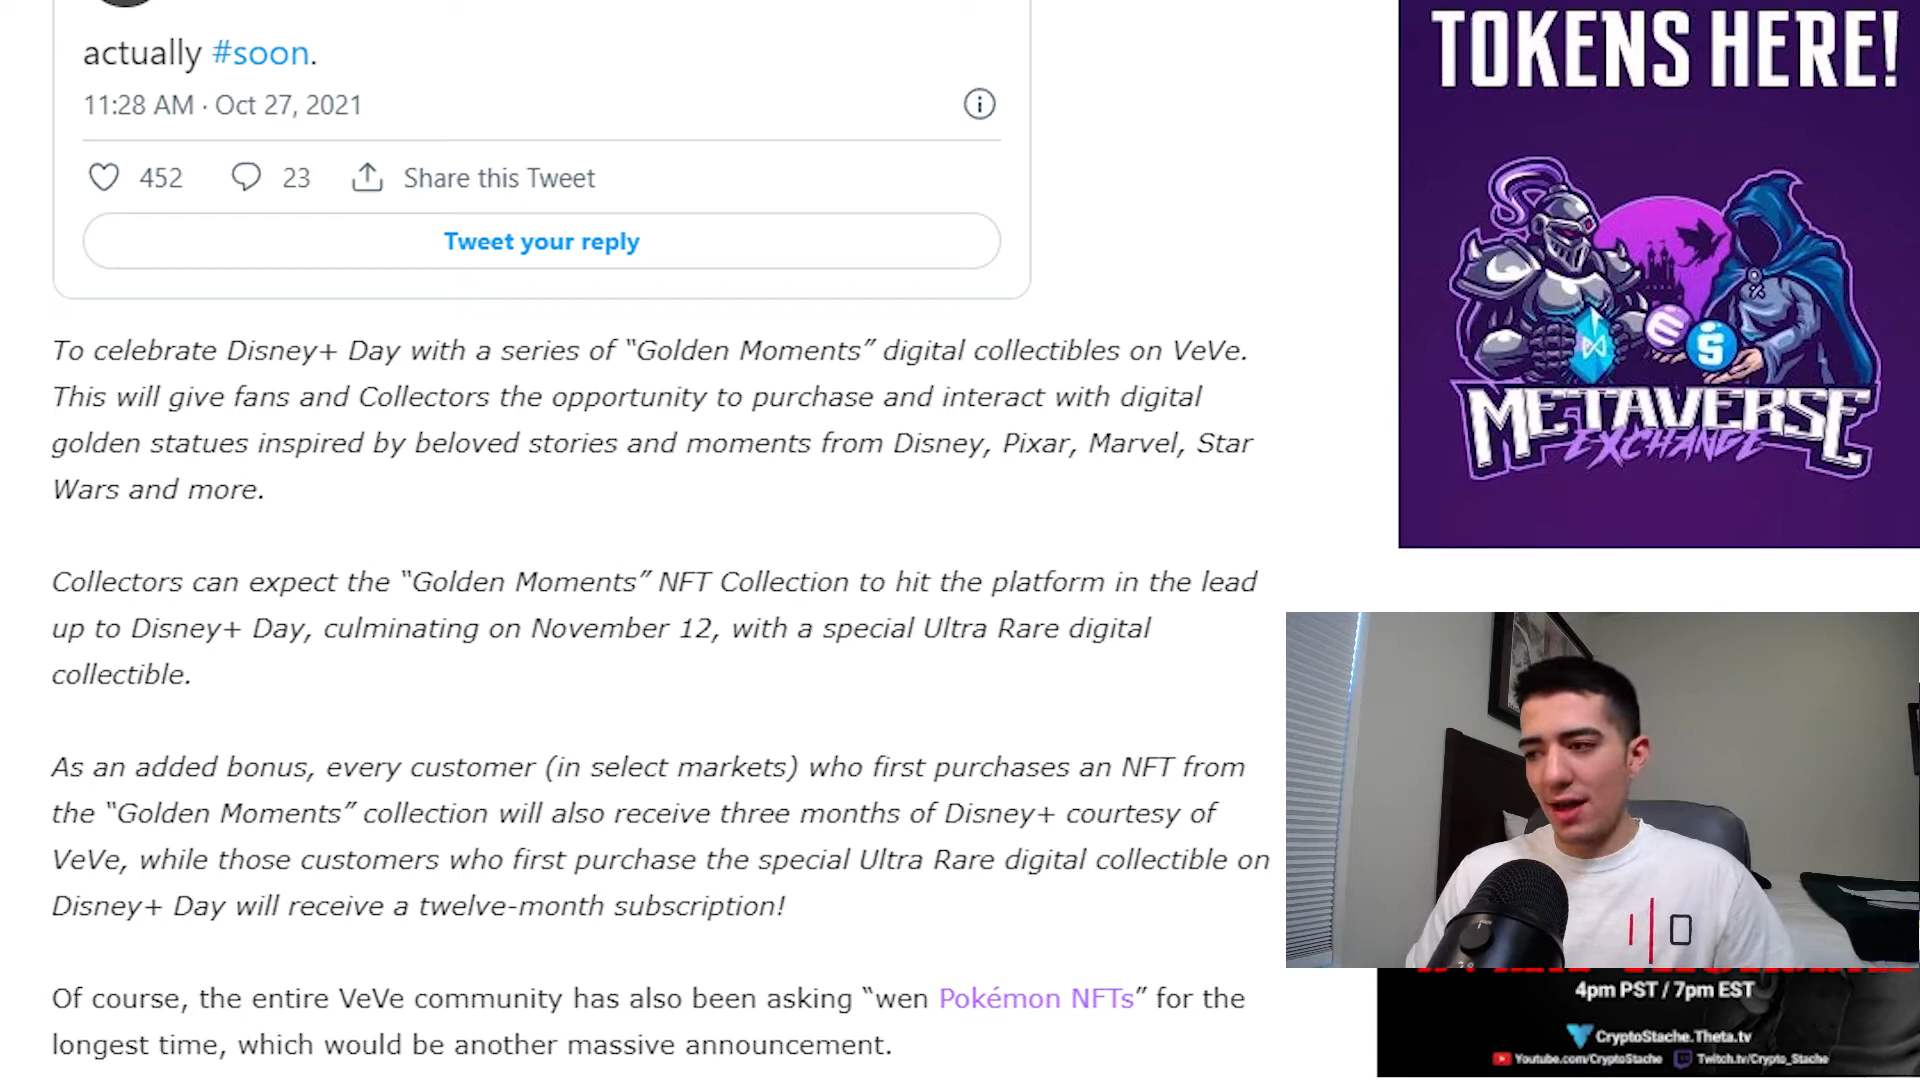 actually #soon.
11:28 AM · Oct 27, 2021
452 23 Share this Tweet
Tweet your reply
To celebrate Disney+ Day with a series of “Golden Moments” digital collectibles on VeVe.
This will give fans and Collectors the opportunity to purchase and interact with digital
golden statues inspired by beloved stories and moments from Disney, Pixar, Marvel, Star
Wars and more.
Collectors can expect the “Golden Moments” NFT Collection to hit the platform in the lead
up to Disney+ Day, culminating on November 12, with a special Ultra Rare digital
collectible.
As an added bonus, every customer (in select markets) who first purchases an NFT from
the “Golden Moments” collection will also receive three months of Disney+ courtesy of
VeVe, while those customers who first purchase the special Ultra Rare digital collectible on
Disney+ Day will receive a twelve-month subscription!
Of course, the entire VeVe community has also been asking “wen Pokémon NFTs” for the
longest time, which would be another massive announcement.
TOKENS HERE!
METAVERSE
EXCHANGE
4pm PST / 7pm EST
CryptoStache.Theta.tv
Youtube.com/CryptoStache Twitch.tv/Crypto_Stache